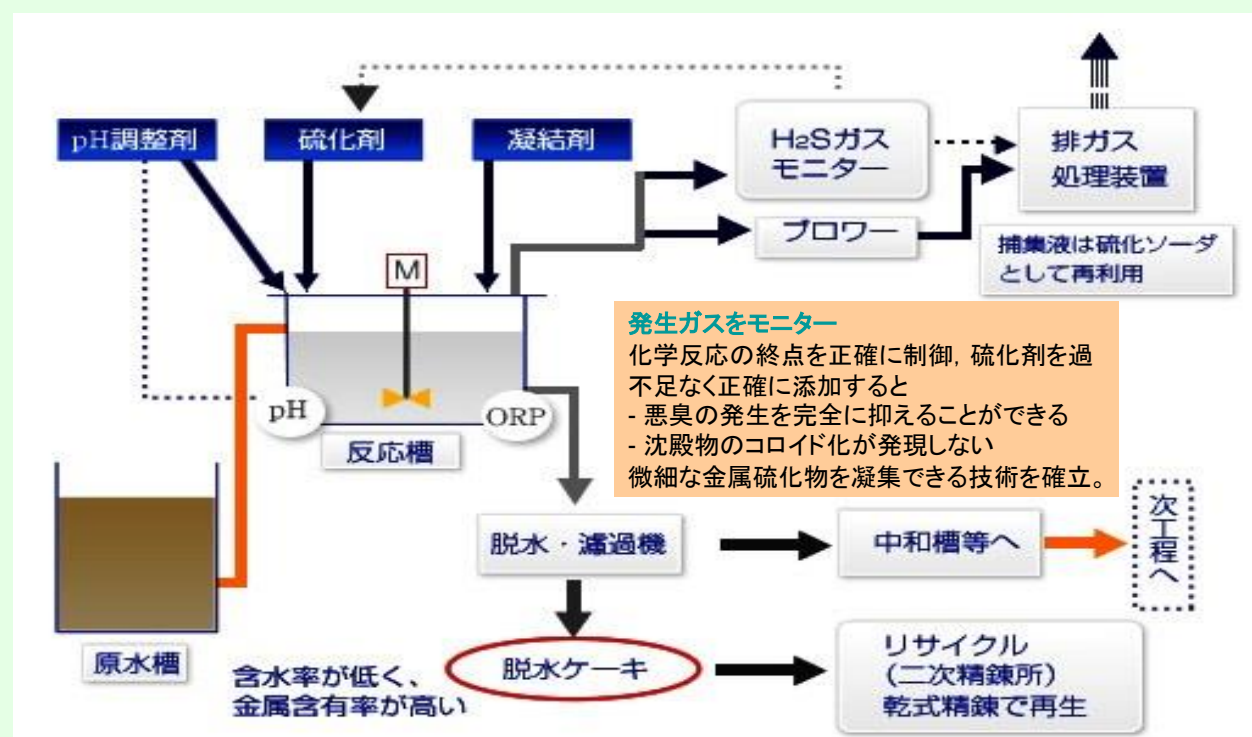 pH調整剤
硫化剤
凝結剤
H2Sガス
モニター
排ガス
処理装置
ブロワー
捕集液は硫化ソーダ
として再利用
M
発生ガスをモニター
化学反応の終点を正確に制御, 硫化剤を過
不足なく正確に添加すると
- 悪臭の発生を完全に抑えることができる
- 沈殿物のコロイド化が発現しない
微細な金属硫化物を凝集できる技術を確立。
pH
ORP
反応槽
脱水・濾過機
中和槽等へ
次工程へ
原水槽
含水率が低く、
金属含有率が高い
脱水ケーキ
リサイクル
(二次精錬所)
乾式精錬で再生